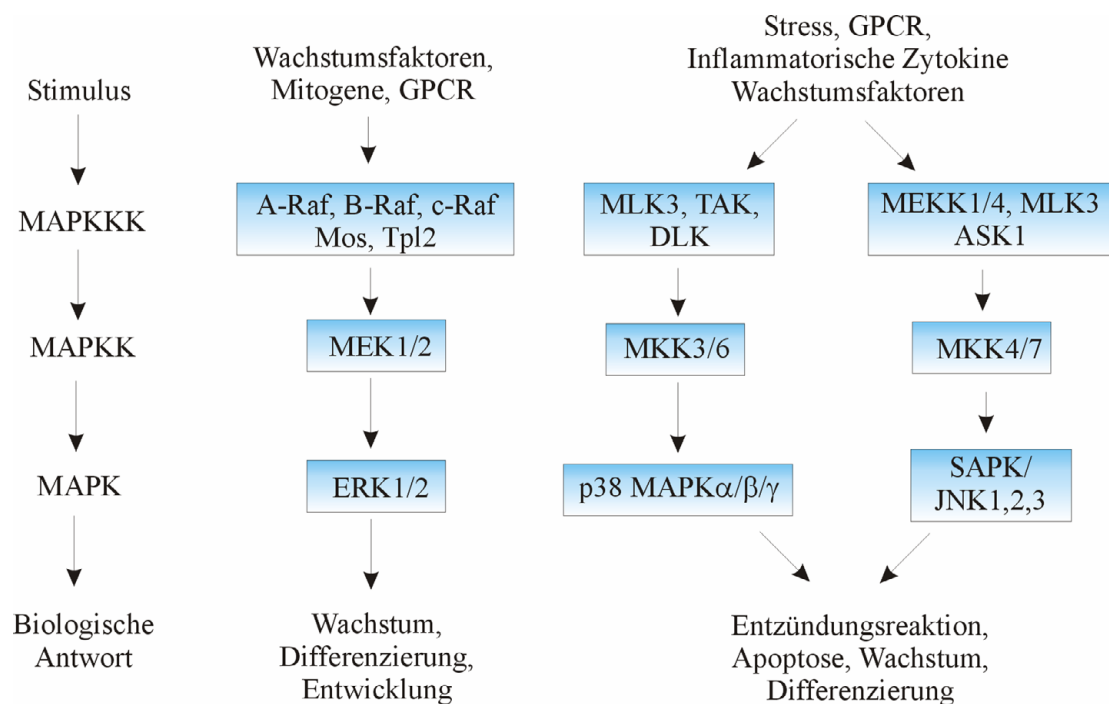 Stimulus
MAPKKK
MAPKK
MAPK
Biologische
Antwort
Wachstumsfaktoren,
Mitogene, GPCR
A-Raf, B-Raf, c-Raf
Mos, Tpl2
MEK1/2
ERK1/2
Wachstum,
Differenzierung,
Entwicklung
Stress, GPCR,
Inflammatorische Zytokine
Wachstumsfaktoren
MLK3, TAK,
DLK
MKK3/6
p38 MAPKα/β/γ
MEKK1/4, MLK3
ASK1
MKK4/7
SAPK/
JNK1,2,3
Entzündungsreaktion,
Apoptose, Wachstum,
Differenzierung